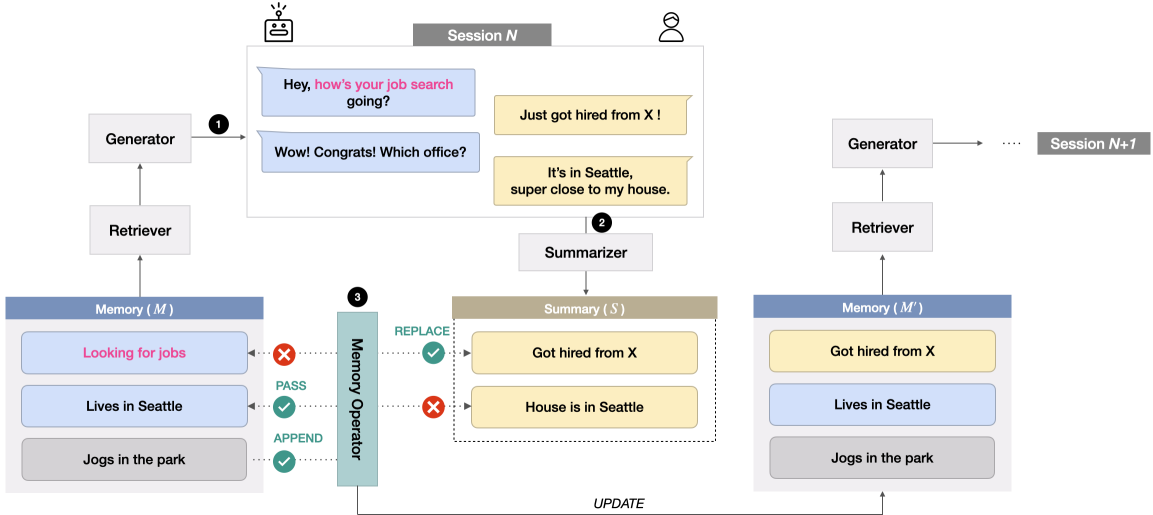 Session N
Hey, how's your job search
going?
Just got hired from X !
Wow! Congrats! Which office?
It's in Seattle,
super close to my house.
1
Generator
Retriever
2
Summarizer
3
Memory ( M )
Looking for jobs
Lives in Seattle
Jogs in the park
PASS
APPEND
Memory Operator
REPLACE
Summary ( S )
Got hired from X
House is in Seattle
UPDATE
Generator
....
Session N+1
Retriever
Memory ( M′ )
Got hired from X
Lives in Seattle
Jogs in the park